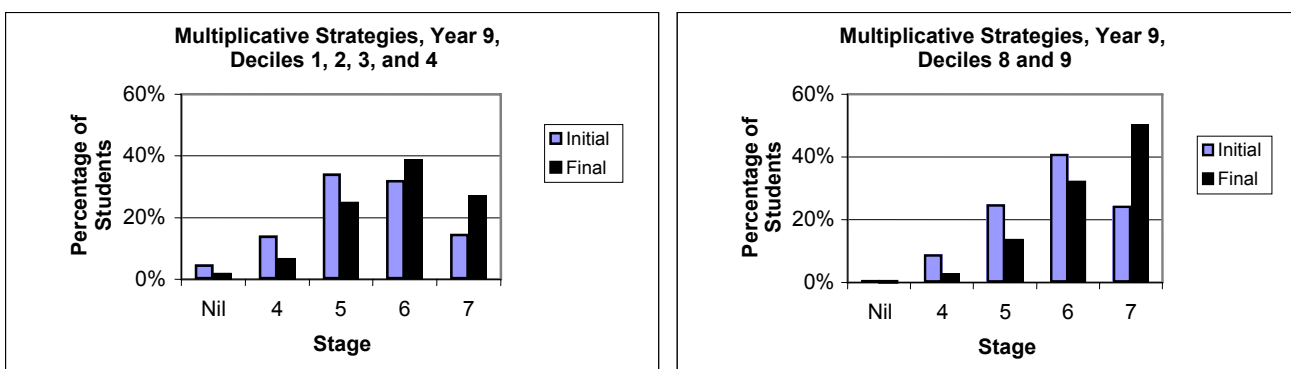 Multiplicative Strategies, Year 9,
Deciles 1, 2, 3, and 4
60%
40%
20%
0%
Percentage of
Students
Nil 4 5 6 7
Stage
Initial
Final
Multiplicative Strategies, Year 9,
Deciles 8 and 9
60%
40%
20%
0%
Percentage of
Students
Nil 4 5 6 7
Stage
Initial
Final